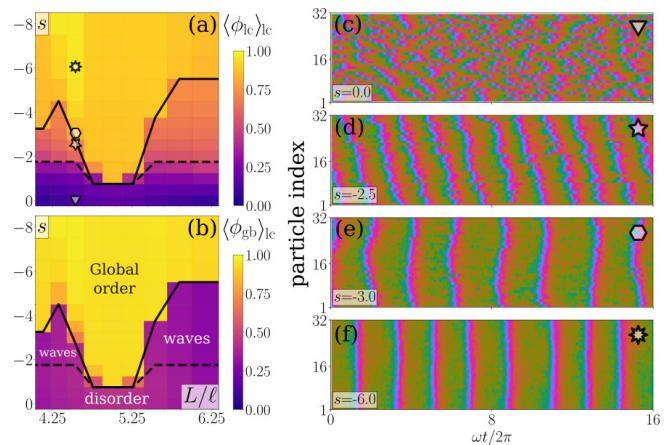 −8
s
(a)
⟨ϕlc⟩lc
1.00
−6
0.75
−4
0.50
−2
0.25
0
0.00
−8
s
(b)
⟨ϕgb⟩lc
1.00
−6
Global
order
0.75
−4
0.50
waves
waves
−2
0.25
disorder
L/ℓ
0
0.00
4.25
5.25
6.25
particle index
32
(c)
16
s=0.0
1
32
(d)
16
s=-2.5
1
32
(e)
16
s=-3.0
1
32
(f)
16
s=-6.0
1
0
8
16
ωt/2π